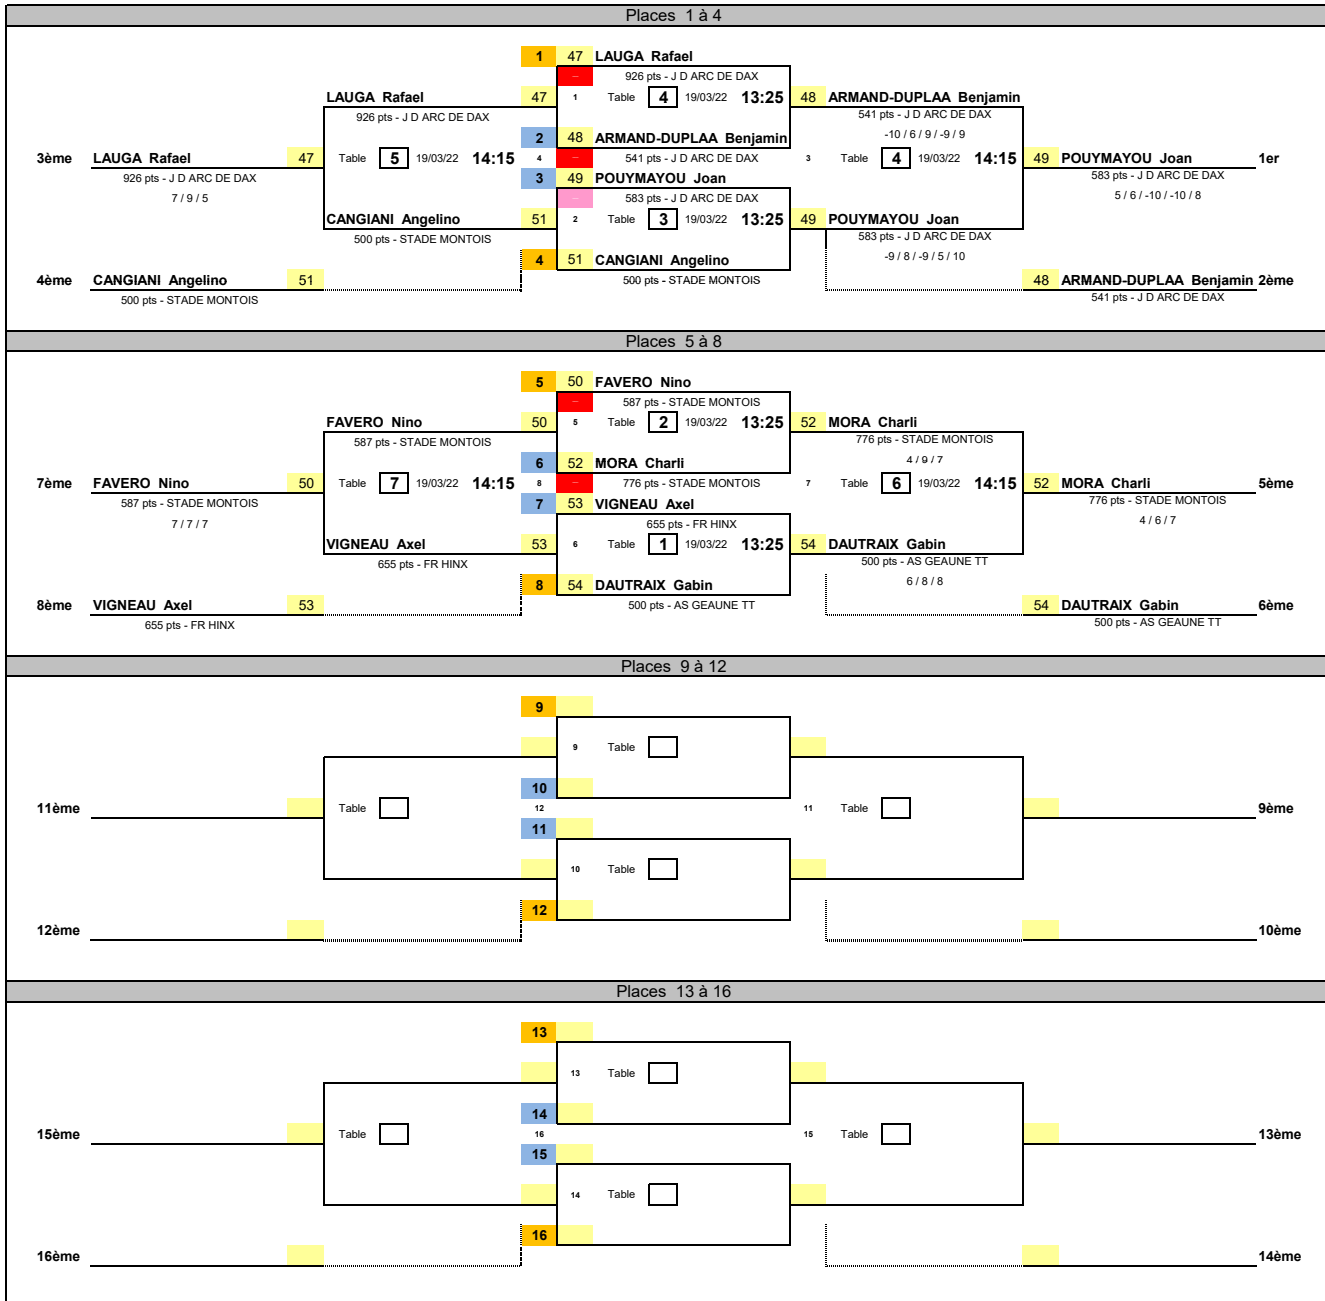 Places 1 à 4
1 47 LAUGA Rafael
926 pts - J D ARC DE DAX
LAUGA Rafael 47 1 Table 4 19/03/22 13:25 48 ARMAND-DUPLAA Benjamin
926 pts - J D ARC DE DAX 541 pts - J D ARC DE DAX
2 48 ARMAND-DUPLAA Benjamin -10 / 6 / 9 / -9 / 9
3ème LAUGA Rafael 47 Table 5 19/03/22 14:15 4 541 pts - J D ARC DE DAX 3 Table 4 19/03/22 14:15 49 POUYMAYOU Joan 1er
926 pts - J D ARC DE DAX 3 49 POUYMAYOU Joan 583 pts - J D ARC DE DAX
7 / 9 / 5 583 pts - J D ARC DE DAX 5 / 6 / -10 / -10 / 8
CANGIANI Angelino 51 2 Table 3 19/03/22 13:25 49 POUYMAYOU Joan
500 pts - STADE MONTOIS 583 pts - J D ARC DE DAX
4 51 CANGIANI Angelino -9 / 8 / -9 / 5 / 10
4ème CANGIANI Angelino 51 500 pts - STADE MONTOIS 48 ARMAND-DUPLAA Benjamin 2ème
500 pts - STADE MONTOIS 541 pts - J D ARC DE DAX
Places 5 à 8
5 50 FAVERO Nino
587 pts - STADE MONTOIS
FAVERO Nino 50 5 Table 2 19/03/22 13:25 52 MORA Charli
587 pts - STADE MONTOIS 776 pts - STADE MONTOIS
6 52 MORA Charli 4 / 9 / 7
7ème FAVERO Nino 50 Table 7 19/03/22 14:15 8 776 pts - STADE MONTOIS 7 Table 6 19/03/22 14:15 52 MORA Charli 5ème
587 pts - STADE MONTOIS 7 53 VIGNEAU Axel 776 pts - STADE MONTOIS
7 / 7 / 7 655 pts - FR HINX 4 / 6 / 7
VIGNEAU Axel 53 6 Table 1 19/03/22 13:25 54 DAUTRAIX Gabin
655 pts - FR HINX 500 pts - AS GEAUNE TT
8 54 DAUTRAIX Gabin 6 / 8 / 8
8ème VIGNEAU Axel 53 500 pts - AS GEAUNE TT 54 DAUTRAIX Gabin 6ème
655 pts - FR HINX 500 pts - AS GEAUNE TT
Places 9 à 12
9
9 Table
10
11ème Table 12 11 Table 9ème
11
10 Table
12
12ème 10ème
Places 13 à 16
13
13 Table
14
15ème Table 16 15 Table 13ème
15
14 Table
16
16ème 14ème